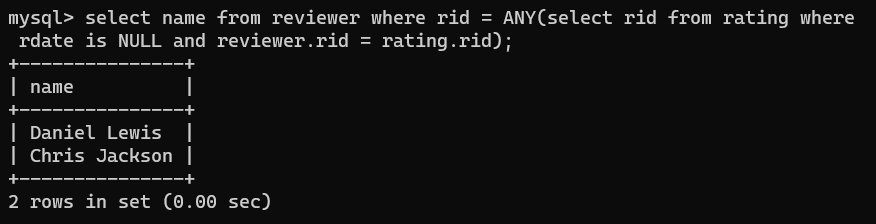 mysql> select name from reviewer where rid = ANY(select rid from rating where
 rdate is NULL and reviewer.rid = rating.rid);
+---------------+
| name          |
+---------------+
| Daniel Lewis  |
| Chris Jackson |
+---------------+
2 rows in set (0.00 sec)